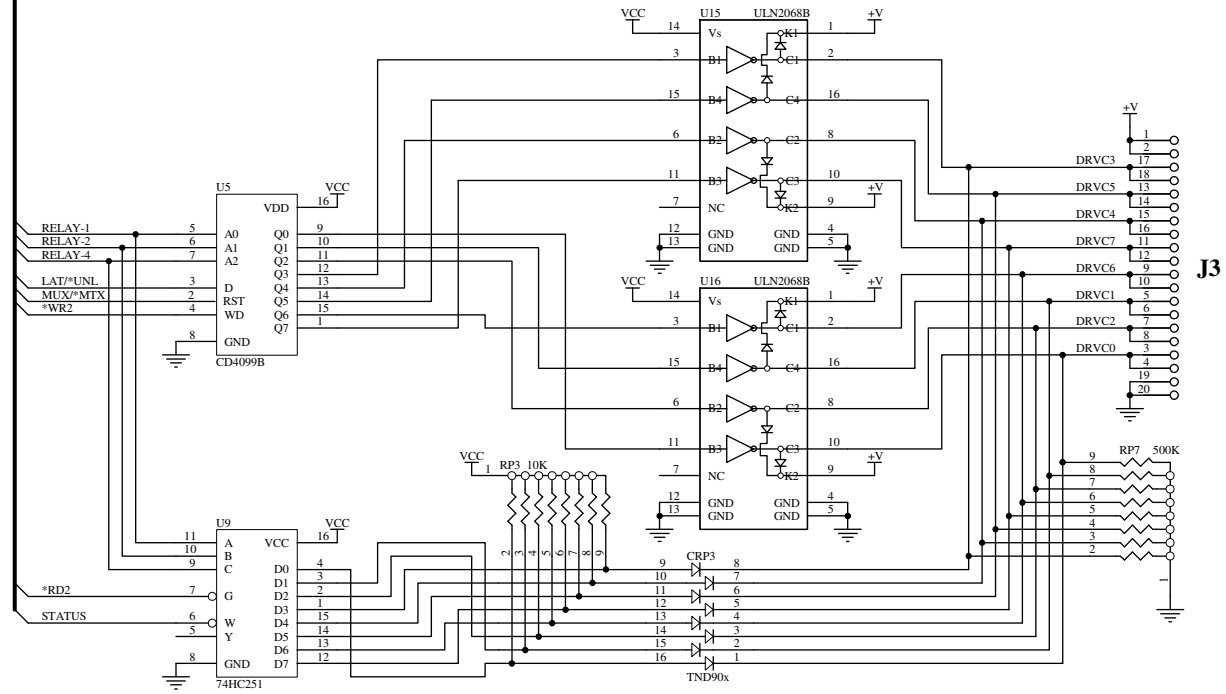 VCC U15 ULN2068B +V
14 Vs K1 1
3 B1 C1 2
15 B4 C4 16
6 B2 C2 8
11 B3 C3 10
7 NC K2 9 +V
12 GND GND 4
13 GND GND 5
VCC U16 ULN2068B +V
14 Vs K1 1
3 B1 C1 2
15 B4 C4 16
6 B2 C2 8
11 B3 C3 10
7 NC K2 9 +V
12 GND GND 4
13 GND GND 5
U5 VCC
VDD 16
RELAY-1 5 A0 Q0 9
RELAY-2 6 A1 Q1 10
RELAY-4 7 A2 Q2 11
Q3 12
LAT/*UNL 3 D Q4 13
MUX/*MTX 2 RST Q5 14
*WR2 4 WD Q6 15
Q7 1
8 GND
CD4099B
U9 VCC
11 A VCC 16
10 B
9 C D0 4
D1 3
*RD2 7 G D2 2
D3 1
STATUS 6 W D4 15
5 Y D5 14
D6 13
8 GND D7 12
74HC251
VCC 1 RP3 10K
2 3 4 5 6 7 8 9
CRP3
9 8
10 7
11 6
12 5
13 4
14 3
15 2
16 1
TND90x
+V
1
2
DRVC3 17
18
DRVC5 13
14
DRVC4 15
16
DRVC7 11
12
DRVC6 9
10
DRVC1 5
6
DRVC2 7
8
DRVC0 3
4
19
20
J3
RP7 500K
9
8
7
6
5
4
3
2
1